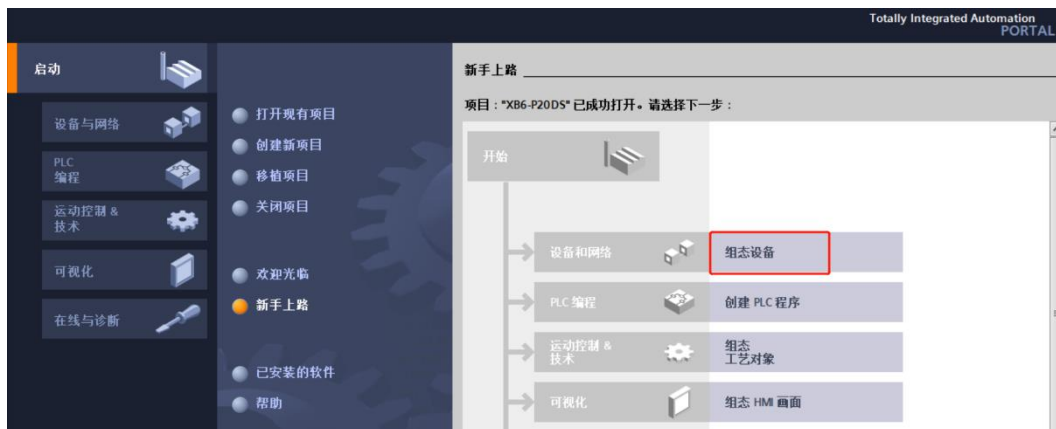 Totally Integrated Automation
PORTAL
启动
设备与网络
PLC
编程
运动控制 &
技术
可视化
在线与诊断
打开现有项目
创建新项目
移植项目
关闭项目
欢迎光临
新手上路
已安装的软件
帮助
新手上路
项目："XB6-P20DS" 已成功打开。请选择下一步：
开始
设备和网络
组态设备
PLC 编程
创建 PLC 程序
运动控制 &
技术
组态
工艺对象
可视化
组态 HMI 画面